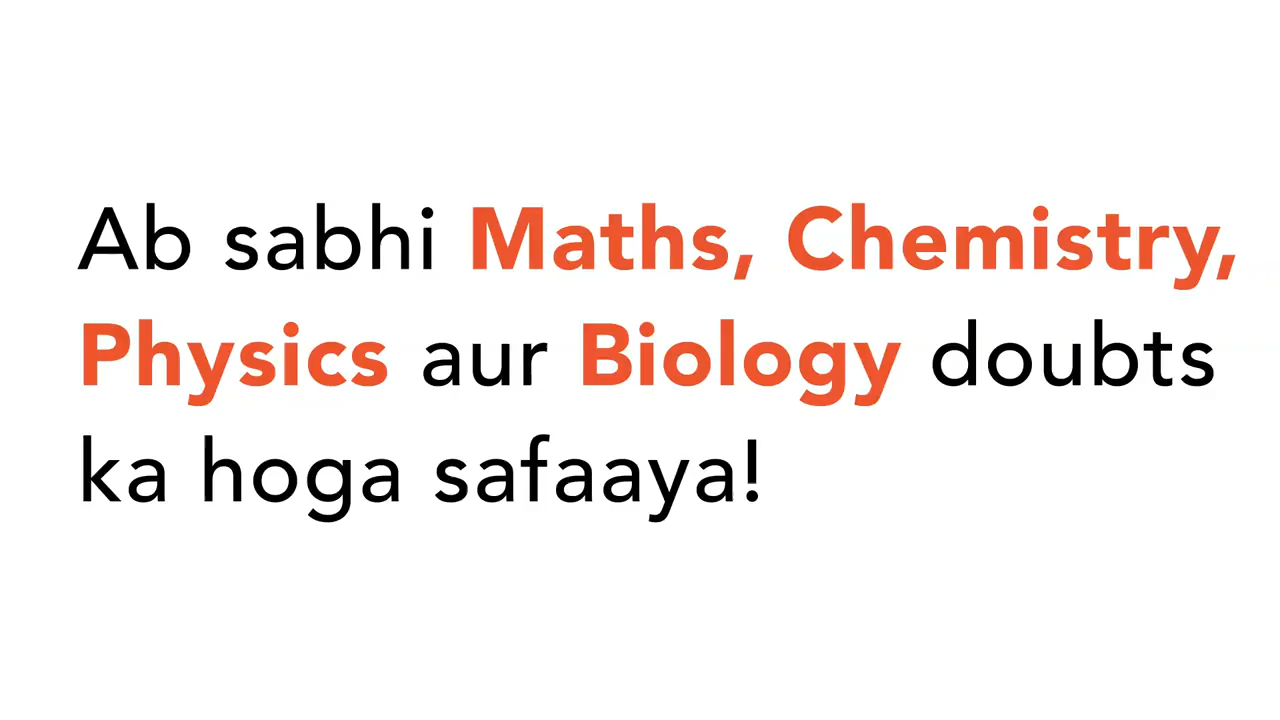 Ab sabhi Maths, Chemistry,
Physics aur Biology doubts
ka hoga safaaya!